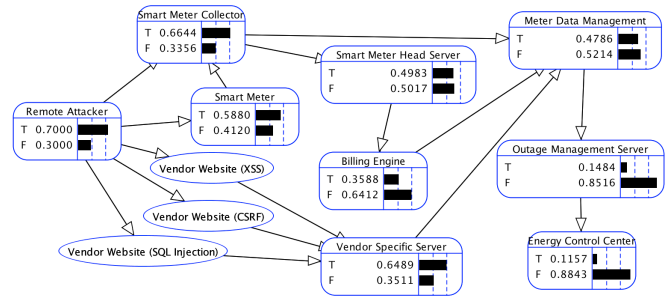 Smart Meter Collector
T 0.6644
F 0.3356
Meter Data Management
T 0.4786
F 0.5214
Smart Meter Head Server
T 0.4983
F 0.5017
Remote Attacker
T 0.7000
F 0.3000
Smart Meter
T 0.5880
F 0.4120
Vendor Website (XSS)
Billing Engine
T 0.3588
F 0.6412
Outage Management Server
T 0.1484
F 0.8516
Vendor Website (CSRF)
Vendor Website (SQL Injection)
Vendor Specific Server
T 0.6489
F 0.3511
Energy Control Center
T 0.1157
F 0.8843